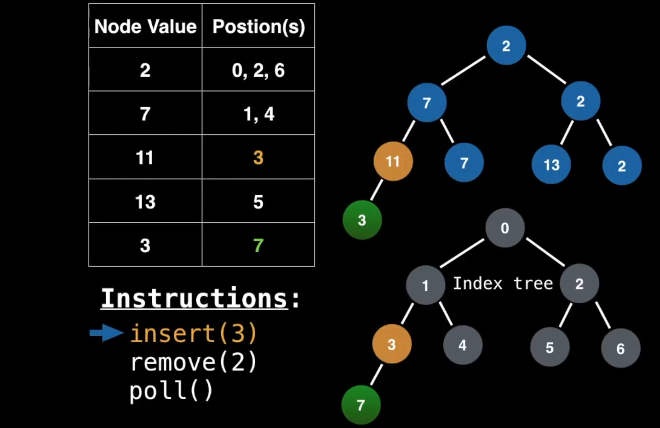 Node Value Postion(s)
2 0, 2, 6
7 1, 4
11 3
13 5
3 7
Instructions:
insert(3)
remove(2)
poll()
2
7 2
11 7 13 2
3
0
1 Index tree 2
3 4 5 6
7